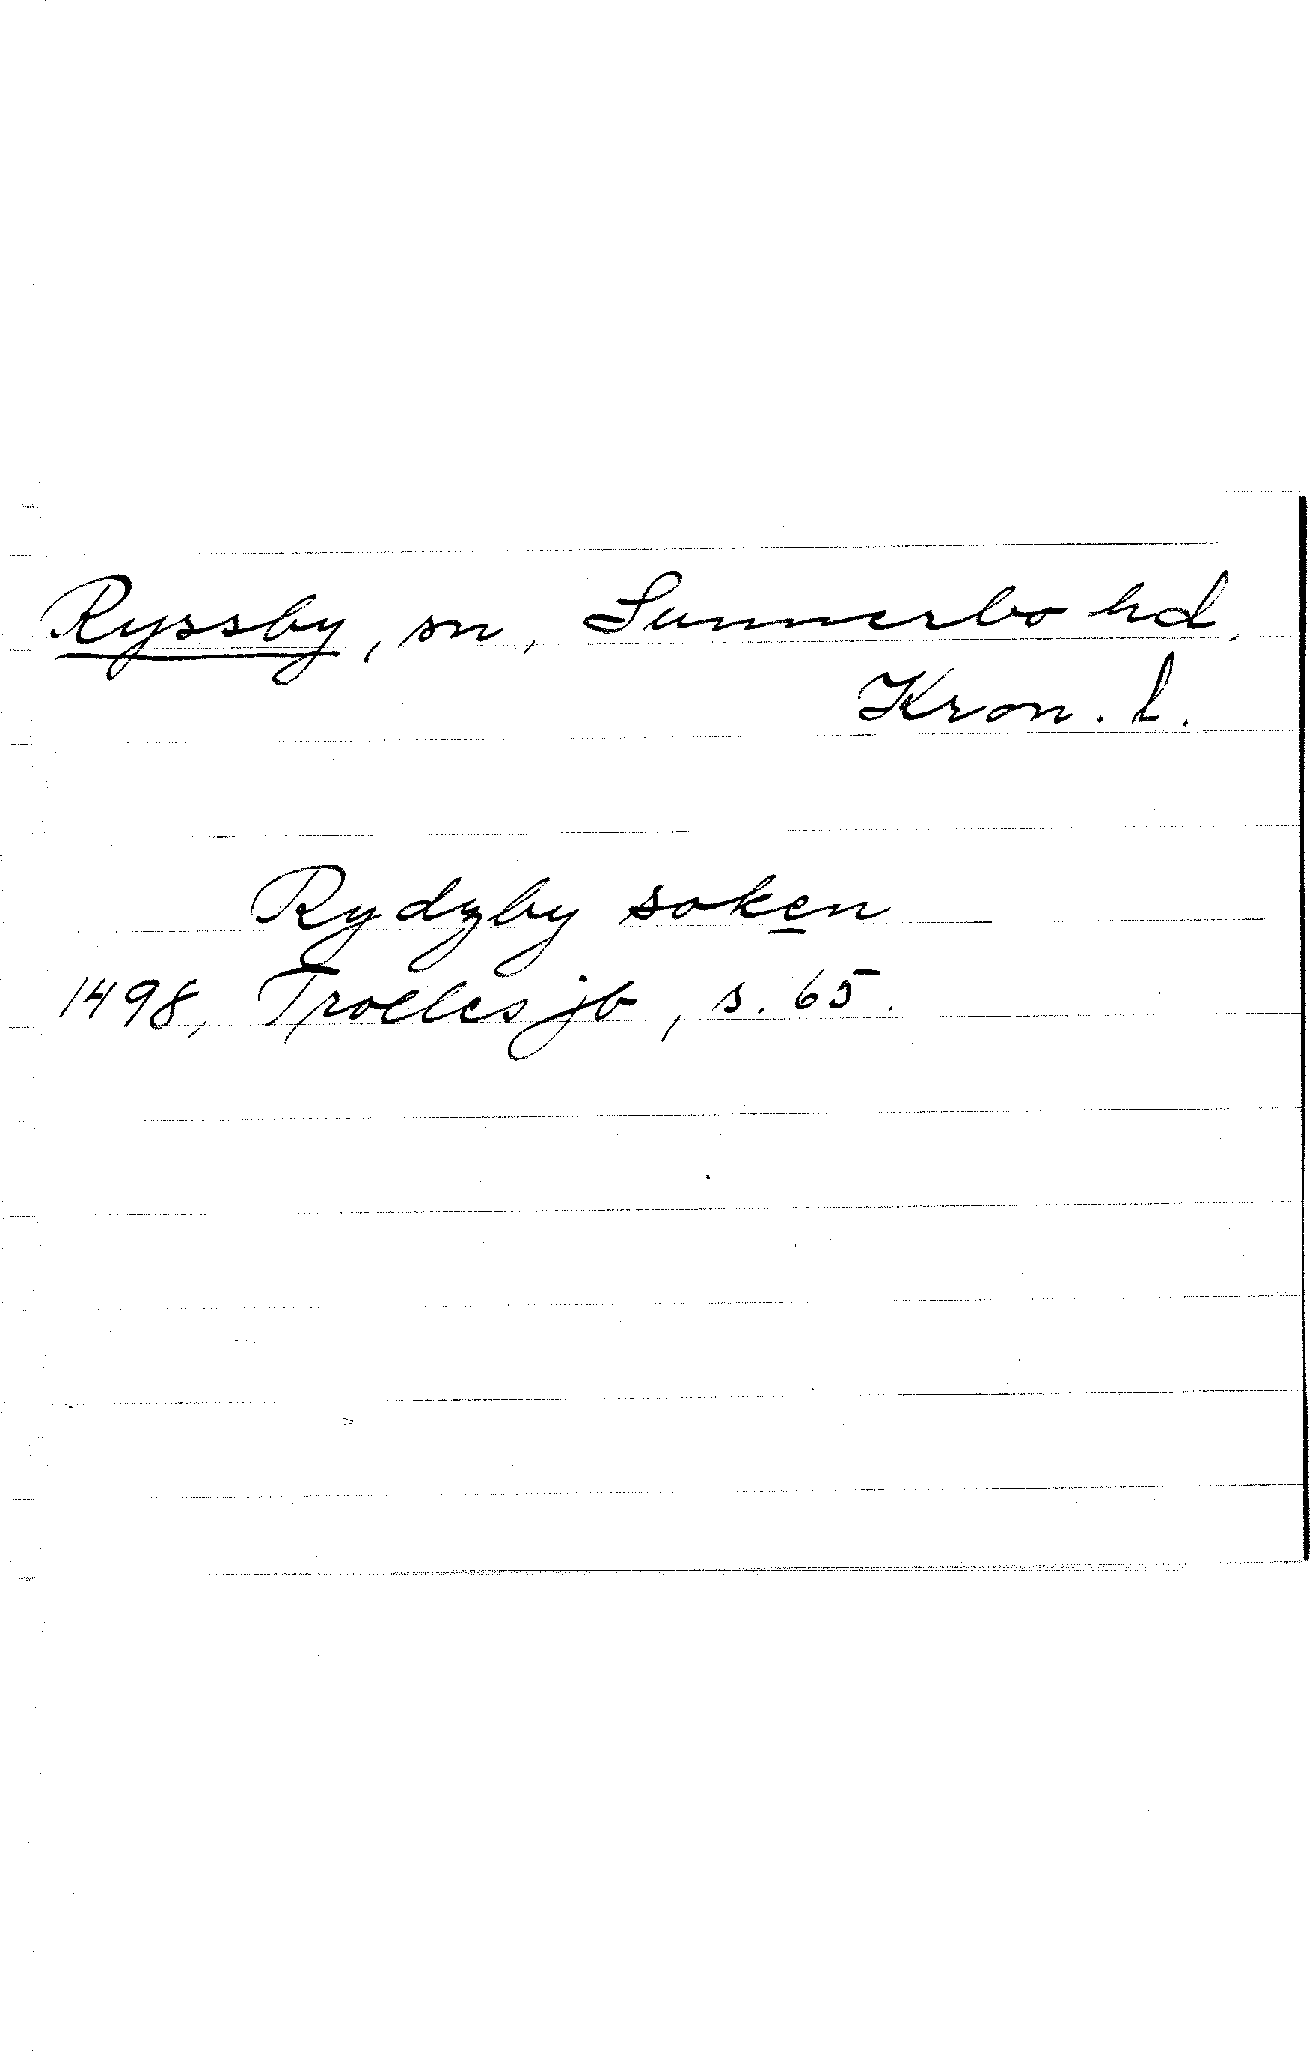 Ryssby, sn, Sunnerbo hd,
Kron. l.
Rydzby soken
1498, Trolles jb, s. 65.